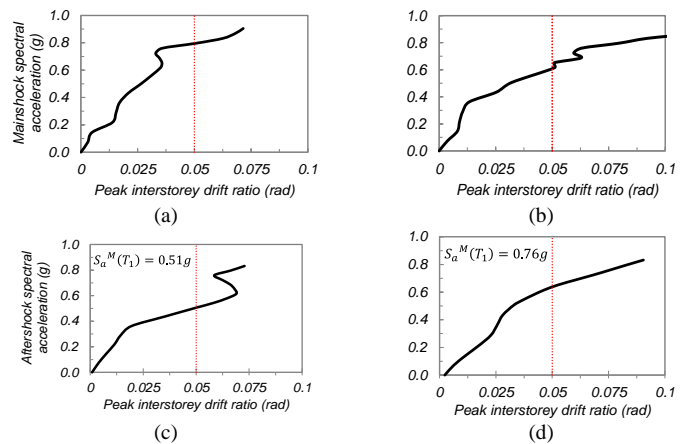 Mainshock spectral
acceleration (g)
1.0
0.8
0.6
0.4
0.2
0.0
0 0.025 0.05 0.075 0.1
Peak interstorey drift ratio (rad)
(a)
1.0
0.8
0.6
0.4
0.2
0.0
0 0.025 0.05 0.075 0.1
Peak interstorey drift ratio (rad)
(b)
Aftershock spectral
acceleration (g)
1.0
0.8
0.6
0.4
0.2
0.0
S_a^M(T_1) = 0.51g
0 0.025 0.05 0.075 0.1
Peak interstorey drift ratio (rad)
(c)
1.0
0.8
0.6
0.4
0.2
0.0
S_a^M(T_1) = 0.76g
0 0.025 0.05 0.075 0.1
Peak interstorey drift ratio (rad)
(d)